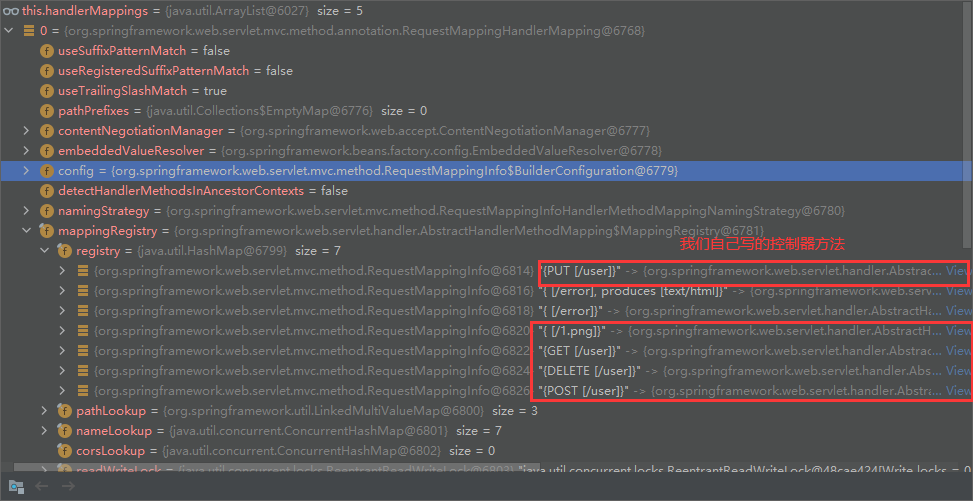 this.handlerMappings = {java.util.ArrayList@6027} size = 5
0 = {org.springframework.web.servlet.mvc.method.annotation.RequestMappingHandlerMapping@6768}
useSuffixPatternMatch = false
useRegisteredSuffixPatternMatch = false
useTrailingSlashMatch = true
pathPrefixes = {java.util.Collections$EmptyMap@6776} size = 0
contentNegotiationManager = {org.springframework.web.accept.ContentNegotiationManager@6777}
embeddedValueResolver = {org.springframework.beans.factory.config.EmbeddedValueResolver@6778}
config = {org.springframework.web.servlet.mvc.method.RequestMappingInfo$BuilderConfiguration@6779}
detectHandlerMethodsInAncestorContexts = false
namingStrategy = {org.springframework.web.servlet.mvc.method.RequestMappingInfoHandlerMethodMappingNamingStrategy@6780}
mappingRegistry = {org.springframework.web.servlet.handler.AbstractHandlerMethodMapping$MappingRegistry@6781}
我们自己写的控制器方法
registry = {java.util.HashMap@6799} size = 7
{org.springframework.web.servlet.mvc.method.RequestMappingInfo@6814} "{PUT [/user]}" -> {org.springframework.web.servlet.handler.Abstrac... View
{org.springframework.web.servlet.mvc.method.RequestMappingInfo@6816} "{ [/error], produces [text/html]}" -> {org.springframework.web.serv... View
{org.springframework.web.servlet.mvc.method.RequestMappingInfo@6818} "{ [/error]}" -> {org.springframework.web.servlet.handler.AbstractH... View
{org.springframework.web.servlet.mvc.method.RequestMappingInfo@6820 "{ [/1.png]}" -> {org.springframework.web.servlet.handler.AbstractH... View
{org.springframework.web.servlet.mvc.method.RequestMappingInfo@6822 "{GET [/user]}" -> {org.springframework.web.servlet.handler.Abstrac... View
{org.springframework.web.servlet.mvc.method.RequestMappingInfo@6824 "{DELETE [/user]}" -> {org.springframework.web.servlet.handler.Abs... View
{org.springframework.web.servlet.mvc.method.RequestMappingInfo@6826 "{POST [/user]}" -> {org.springframework.web.servlet.handler.Abstra... View
pathLookup = {org.springframework.util.LinkedMultiValueMap@6800} size = 3
nameLookup = {java.util.concurrent.ConcurrentHashMap@6801} size = 7
corsLookup = {java.util.concurrent.ConcurrentHashMap@6802} size = 0
readWriteLock = {java.util.concurrent.locks.ReentrantReadWriteLock@6803} "java.util.concurrent.locks.ReentrantReadWriteLock@48cae424[Write locks = 0